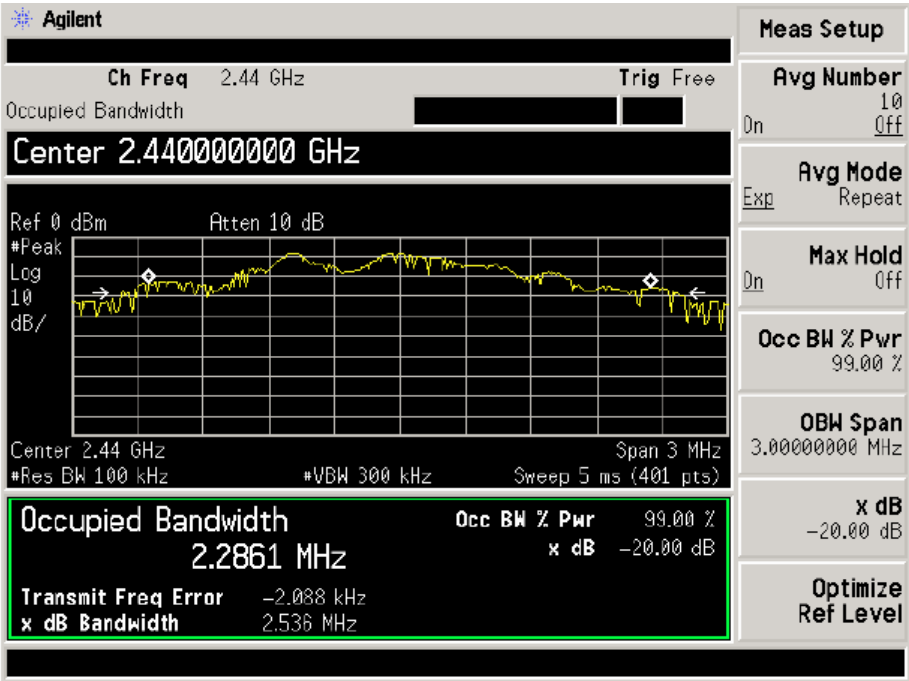 Agilent
Meas Setup
Ch Freq 2.44 GHz Trig Free
Occupied Bandwidth
Avg Number
10
On Off
Center 2.440000000 GHz
Avg Mode
Exp Repeat
Ref 0 dBm Atten 10 dB
#Peak
Log
10
dB/
Max Hold
On Off
Occ BW % Pwr
99.00 %
OBW Span
3.00000000 MHz
Center 2.44 GHz Span 3 MHz
#Res BW 100 kHz #VBW 300 kHz Sweep 5 ms (401 pts)
x dB
-20.00 dB
Occupied Bandwidth Occ BW % Pwr 99.00 %
2.2861 MHz x dB -20.00 dB
Transmit Freq Error -2.088 kHz
x dB Bandwidth 2.536 MHz
Optimize
Ref Level